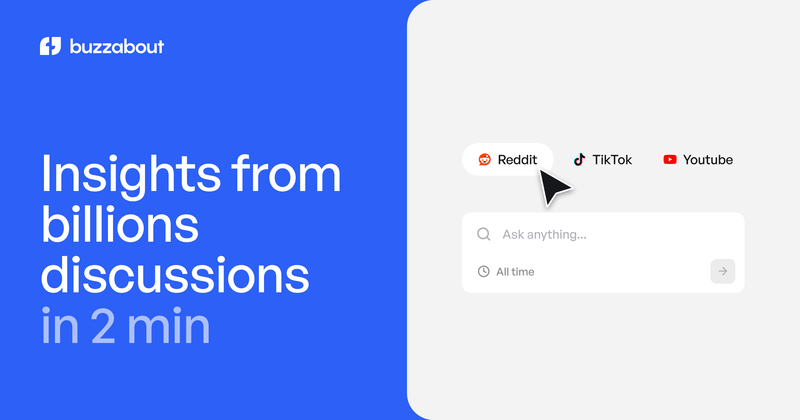 buzzabout
Insights from
billions
discussions
in 2 min
Reddit
TikTok
Youtube
Ask anything...
All time